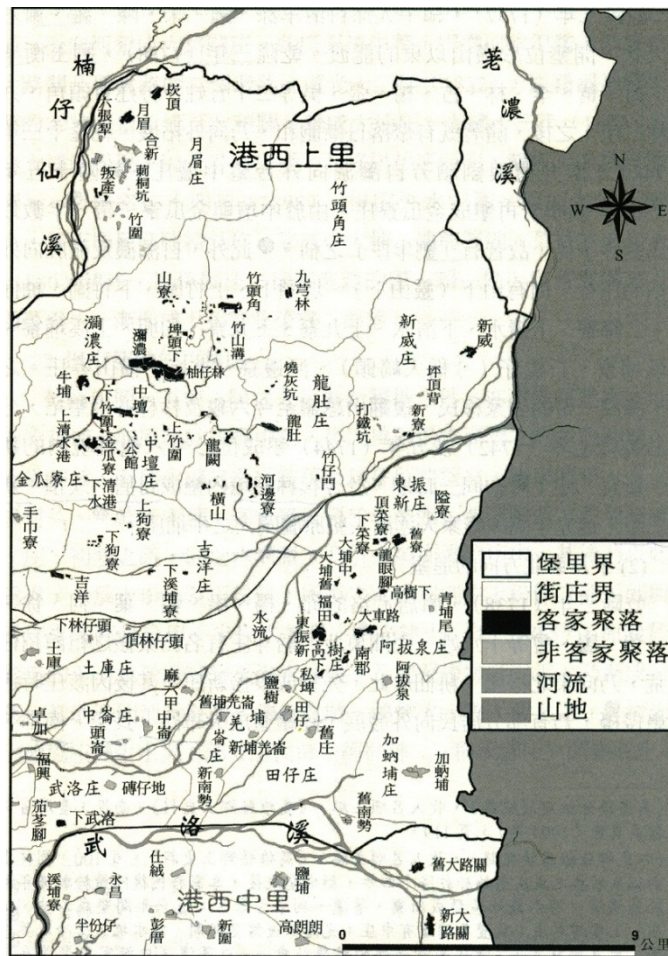 楠仔仙溪
老濃溪
港西上里
N
W
E
S
崁頂
月眉
合新
六張犁
月眉庄
莿桐坑
叛產
竹圍
竹頭角庄
山寮
竹頭角
九芎林
竹山溝
埤頭下
瀰濃
瀰濃庄
柚仔林
新威庄
新威
坪頂背
牛埔
上清水港
下竹圍
金瓜寮
中壇
公館
中壇庄
上竹圍
龍闕
燒灰坑
龍肚
龍肚庄
打鐵坑
新寮
竹仔門
河邊寮
橫山
金瓜寮庄
下清水港
手巾寮
上狗寮
下狗寮
吉洋庄
吉洋
下溪埔寮
東振新庄
隘寮
舊寮
頂菜寮
下菜寮
龍眼腳
大埔中
大埔
舊福田
高樹下
大車路
青埔尾
下林仔頭
頂林仔頭
水流
東振新
高樹庄
高下
南郡
阿拔泉庄
阿拔泉
土庫
土庫庄
麻六甲
中崙
鹽樹
私埤
田仔
舊庄
舊埔羌崙
羌埔崙庄
新埔羌崙
中崙庄
中頭崙
卓加
福興
武洛庄
磚仔地
新南勢
田仔庄
加蚋埔庄
加蚋埔
舊南勢
茄苳腳
下武洛
武洛溪
舊大路關
新大路關
溪埔寮
永昌
仕絨
鹽埔
港西中里
半份仔
彭厝
新圍
高朗朗
堡里界
街庄界
客家聚落
非客家聚落
河流
山地
0
9
公里